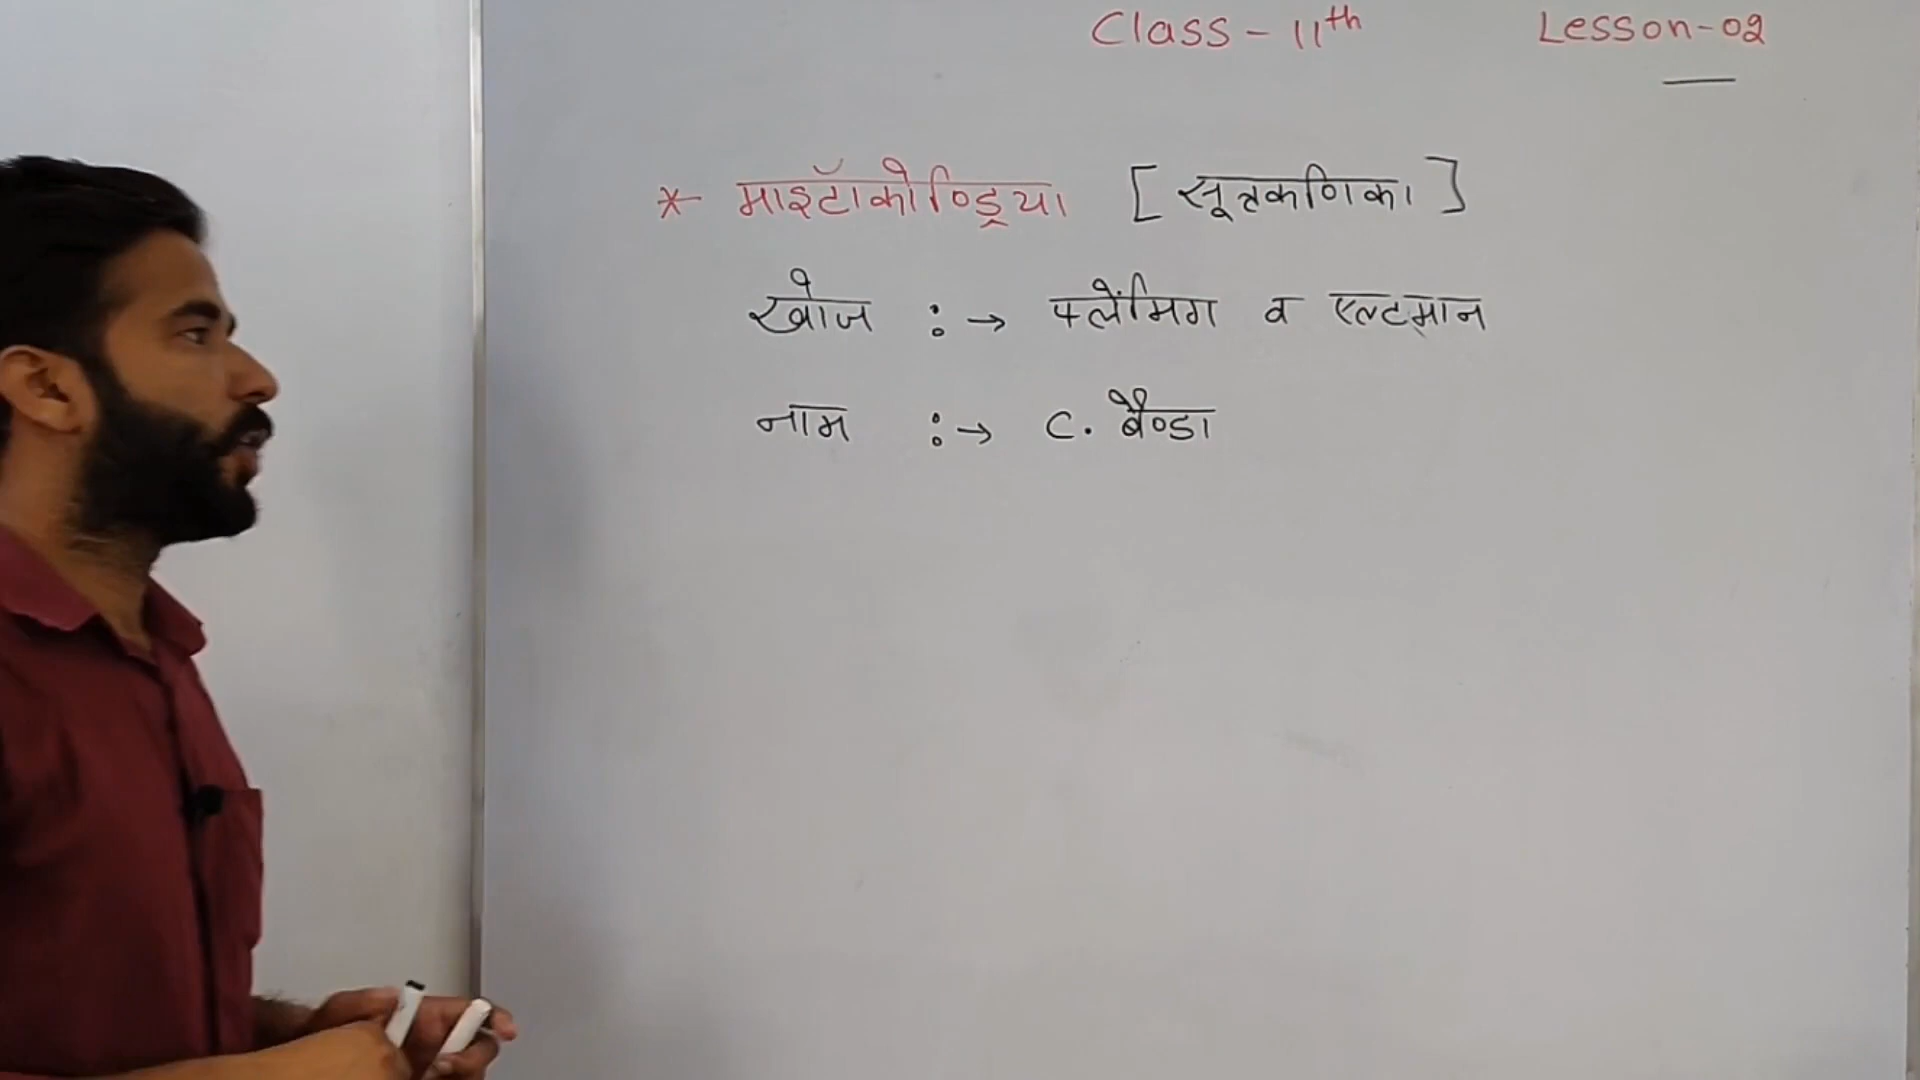 Class - 11th Lesson-02
* माइटॉकोण्ड्रिया [ सूत्रकणिका ]
खोज :→ फ्लेमिंग व एल्टमान
नाम :→ C. बैण्डा